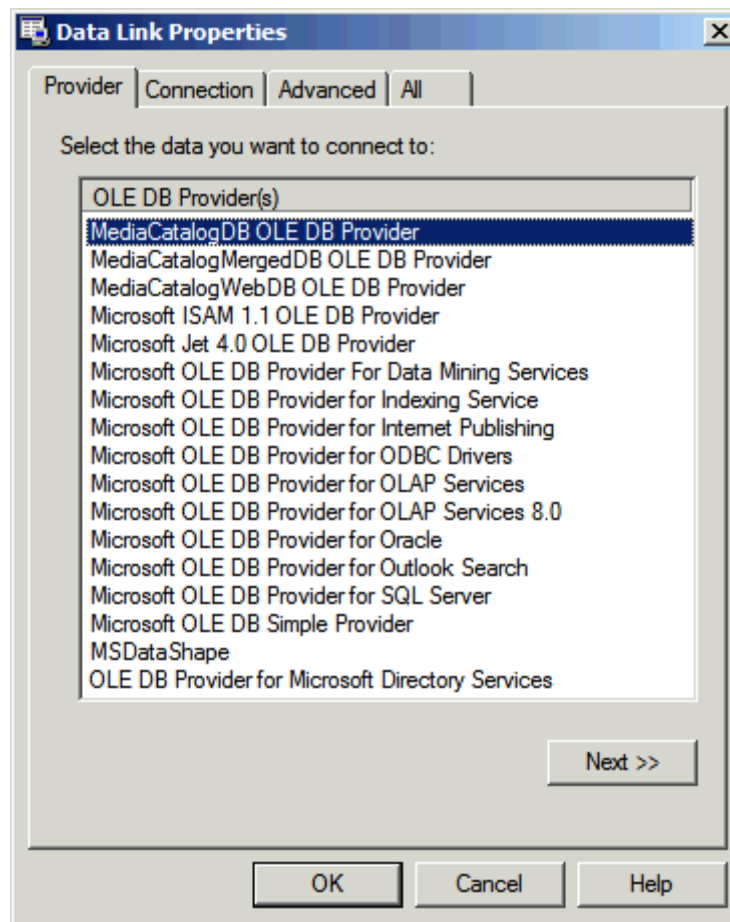 Data Link Properties
Provider Connection Advanced All
Select the data you want to connect to:
OLE DB Provider(s)
MediaCatalogDB OLE DB Provider
MediaCatalogMergedDB OLE DB Provider
MediaCatalogWebDB OLE DB Provider
Microsoft ISAM 1.1 OLE DB Provider
Microsoft Jet 4.0 OLE DB Provider
Microsoft OLE DB Provider For Data Mining Services
Microsoft OLE DB Provider for Indexing Service
Microsoft OLE DB Provider for Internet Publishing
Microsoft OLE DB Provider for ODBC Drivers
Microsoft OLE DB Provider for OLAP Services
Microsoft OLE DB Provider for OLAP Services 8.0
Microsoft OLE DB Provider for Oracle
Microsoft OLE DB Provider for Outlook Search
Microsoft OLE DB Provider for SQL Server
Microsoft OLE DB Simple Provider
MSDataShape
OLE DB Provider for Microsoft Directory Services
Next >>
OK Cancel Help